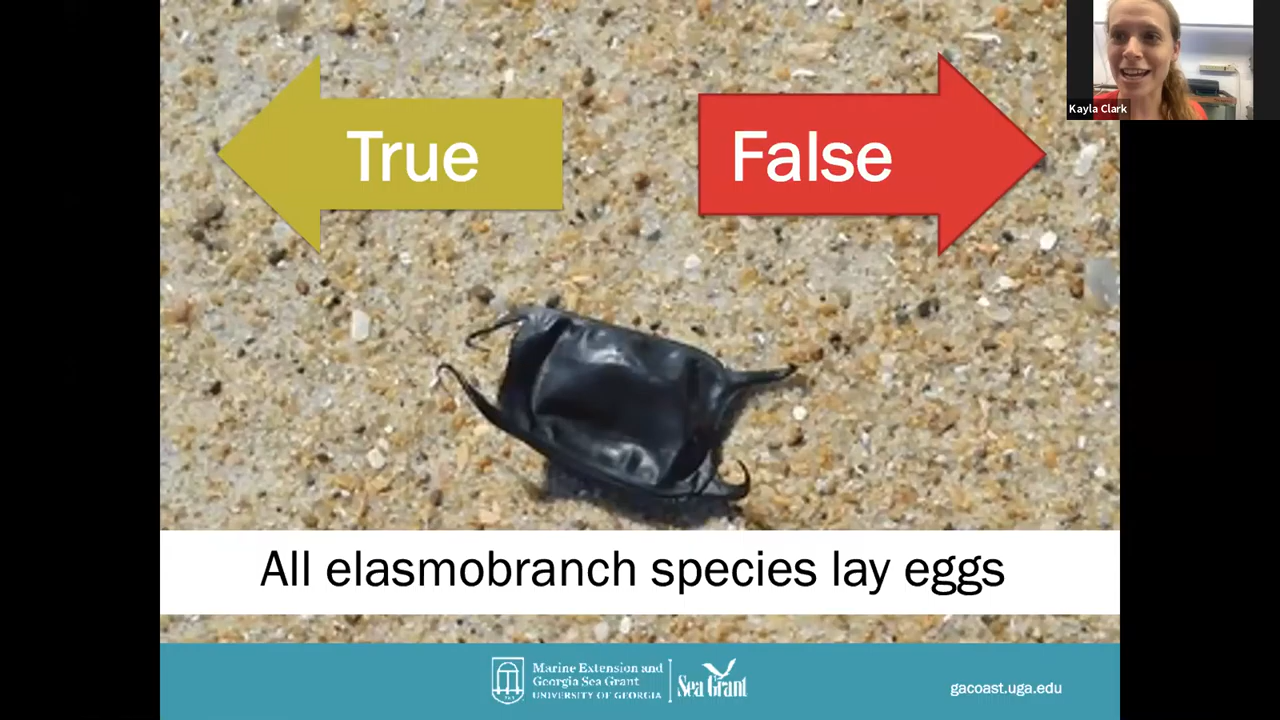 True
False
Kayla Clark
All elasmobranch species lay eggs
Marine Extension and
Georgia Sea Grant
UNIVERSITY OF GEORGIA
Sea Grant
gacoast.uga.edu